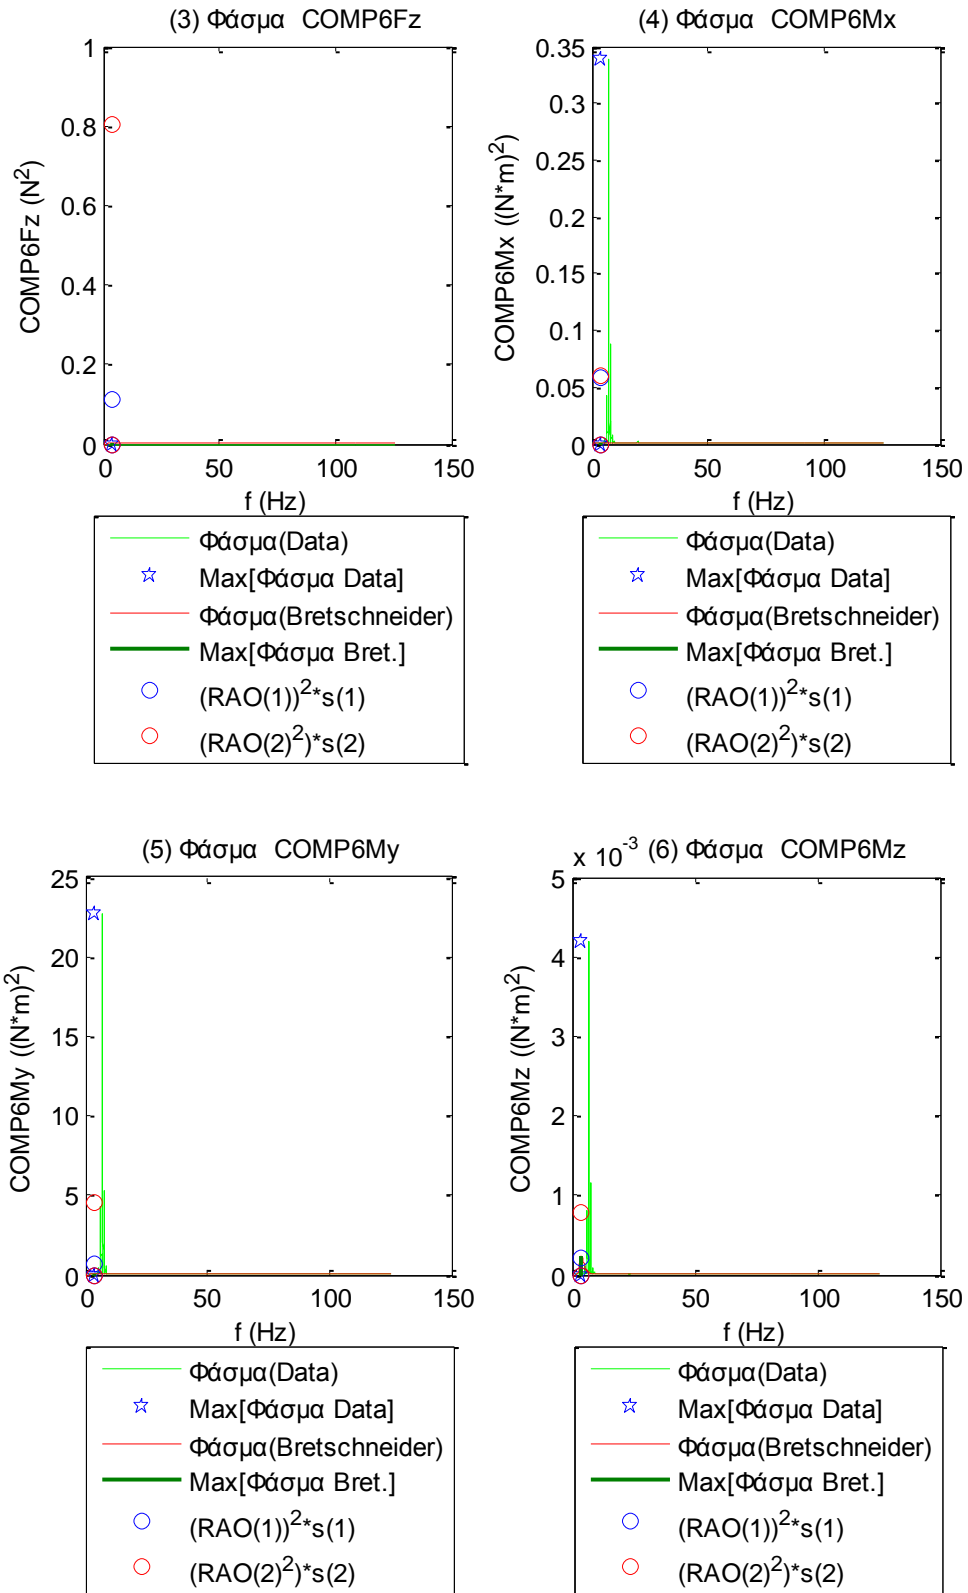 (3) Φάσμα COMP6Fz
COMP6Fz (N^2)
1
0.8
0.6
0.4
0.2
0
0 50 100 150
f (Hz)
Φάσμα(Data)
Max[Φάσμα Data]
Φάσμα(Bretschneider)
Max[Φάσμα Bret.]
(RAO(1))^2*s(1)
(RAO(2)^2)*s(2)
(4) Φάσμα COMP6Mx
COMP6Mx ((N*m)^2)
0.35
0.3
0.25
0.2
0.15
0.1
0.05
0
0 50 100 150
f (Hz)
Φάσμα(Data)
Max[Φάσμα Data]
Φάσμα(Bretschneider)
Max[Φάσμα Bret.]
(RAO(1))^2*s(1)
(RAO(2)^2)*s(2)
(5) Φάσμα COMP6My
COMP6My ((N*m)^2)
25
20
15
10
5
0
0 50 100 150
f (Hz)
Φάσμα(Data)
Max[Φάσμα Data]
Φάσμα(Bretschneider)
Max[Φάσμα Bret.]
(RAO(1))^2*s(1)
(RAO(2)^2)*s(2)
x 10^-3 (6) Φάσμα COMP6Mz
COMP6Mz ((N*m)^2)
5
4
3
2
1
0
0 50 100 150
f (Hz)
Φάσμα(Data)
Max[Φάσμα Data]
Φάσμα(Bretschneider)
Max[Φάσμα Bret.]
(RAO(1))^2*s(1)
(RAO(2)^2)*s(2)